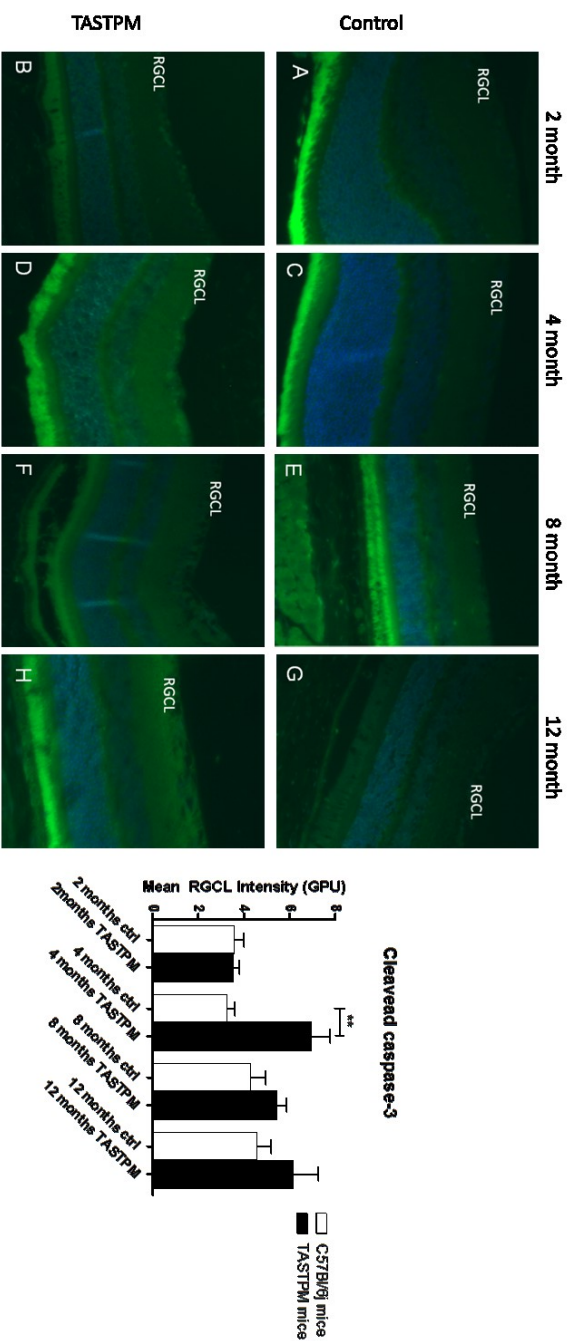 2 month
4 month
8 month
12 month
Control
A
RGCL
C
RGCL
E
RGCL
G
RGCL
TASTPM
B
RGCL
D
RGCL
F
RGCL
H
RGCL
Cleavead caspase-3
Mean RGCL Intensity (GPU)
8
6
4
2
0
**
2 months ctrl
2months TASTPM
4 months ctrl
4 months TASTPM
8 months ctrl
8 months TASTPM
12 months ctrl
12 months TASTPM
C57Bl/6j mice
TASTPM mice